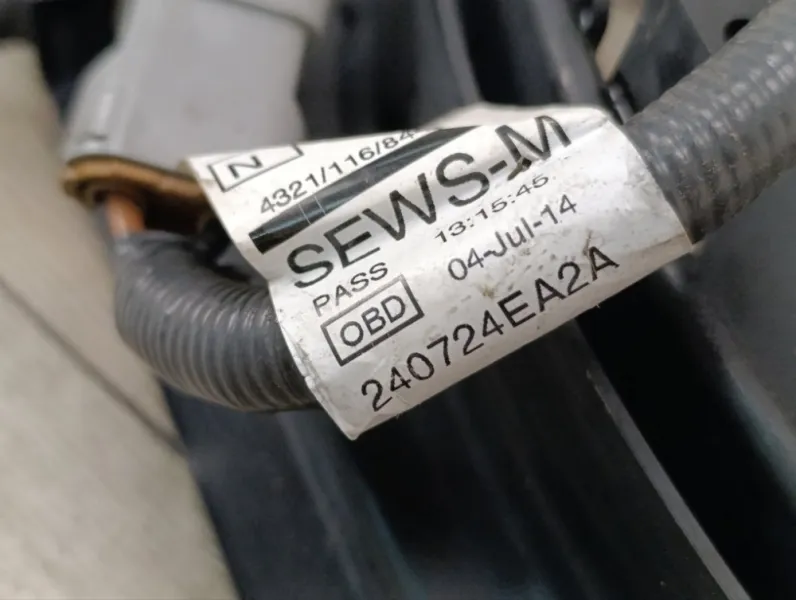 N
4321/116/84
SEWS-M
13:15:45
PASS
04-Jul-14
OBD
240724EA2A